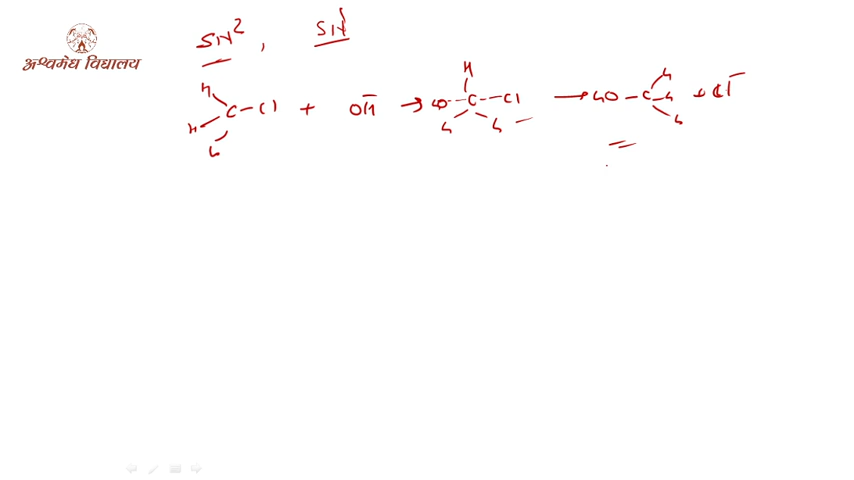 SN², SN¹
अश्वमेध विद्यालय
H H H C-Cl + OH⁻ → HO--C--Cl H H H → HO-C H H H + Cl⁻